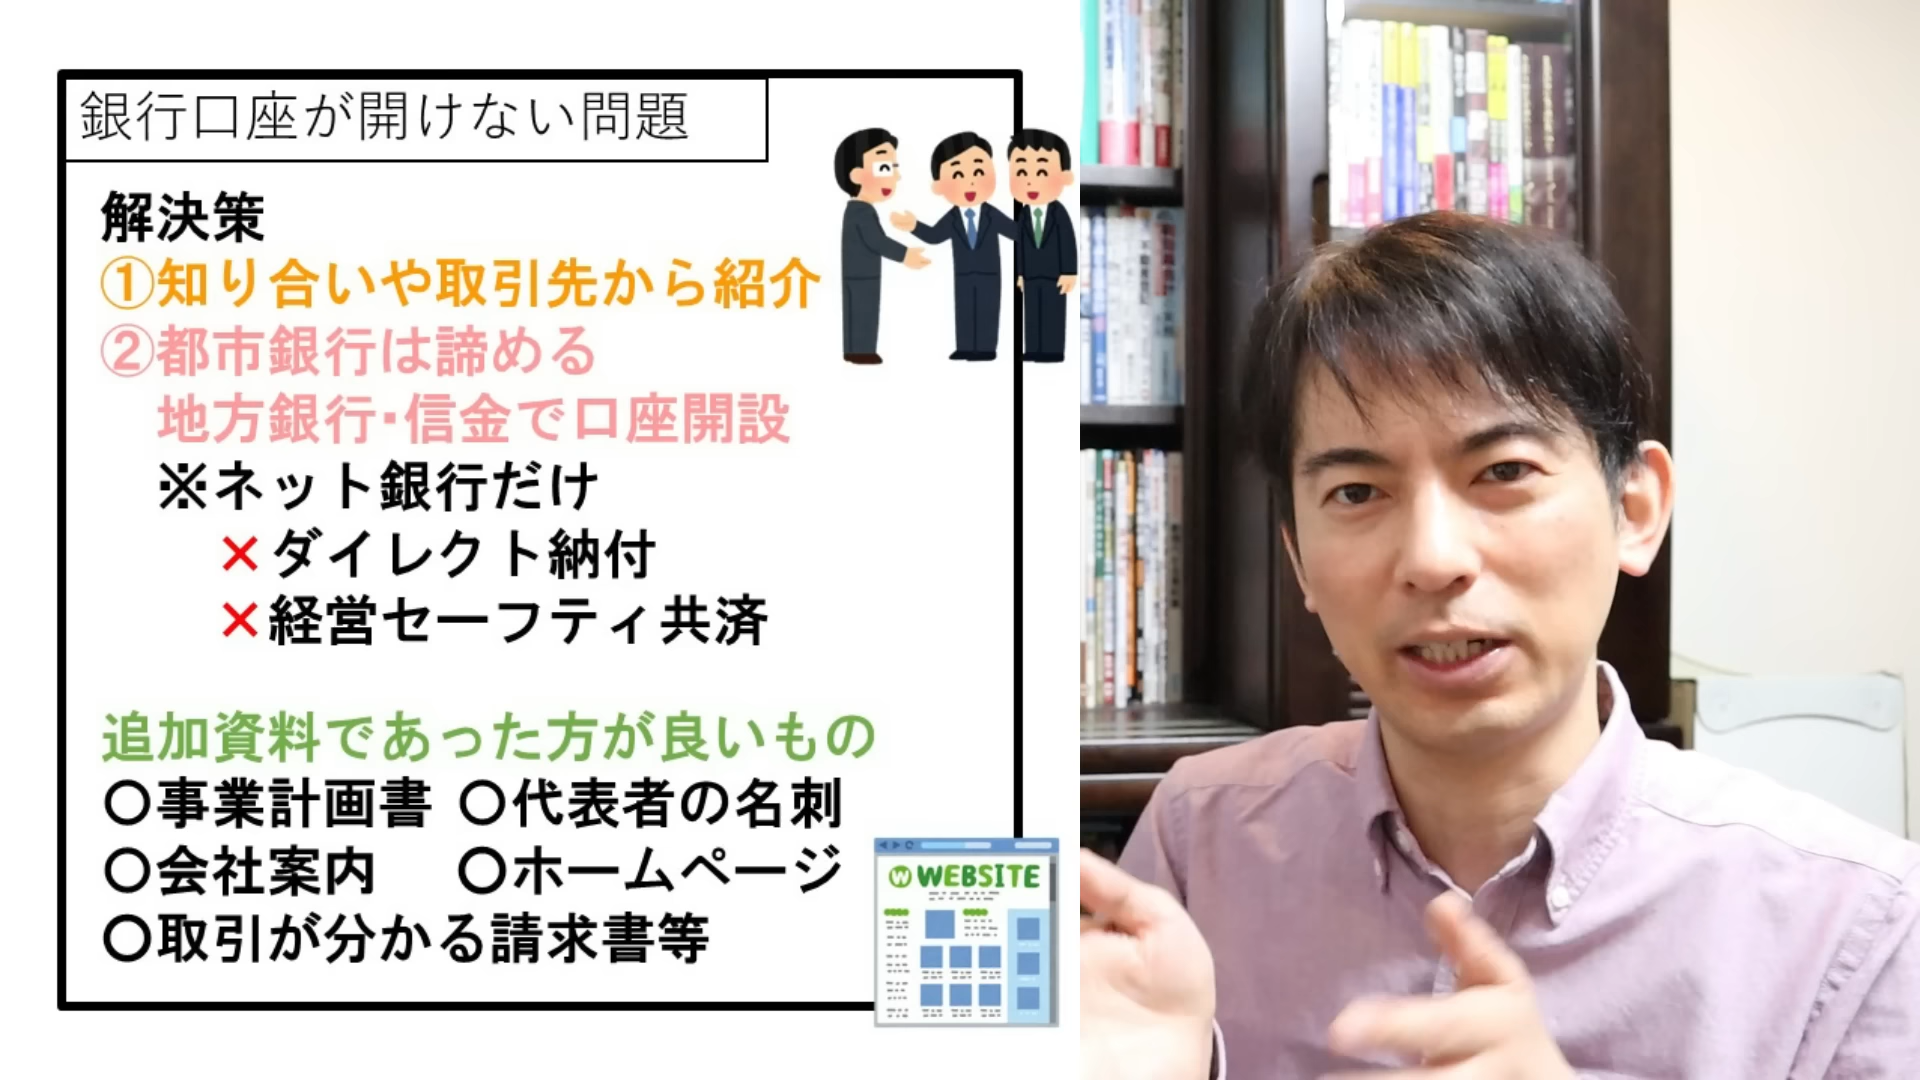 銀行口座が開けない問題
解決策
①知り合いや取引先から紹介
②都市銀行は諦める
地方銀行・信金で口座開設
※ネット銀行だけ
×ダイレクト納付
×経営セーフティ共済
追加資料であった方が良いもの
○事業計画書 ○代表者の名刺
○会社案内 ○ホームページ
○取引が分かる請求書等
W WEBSITE